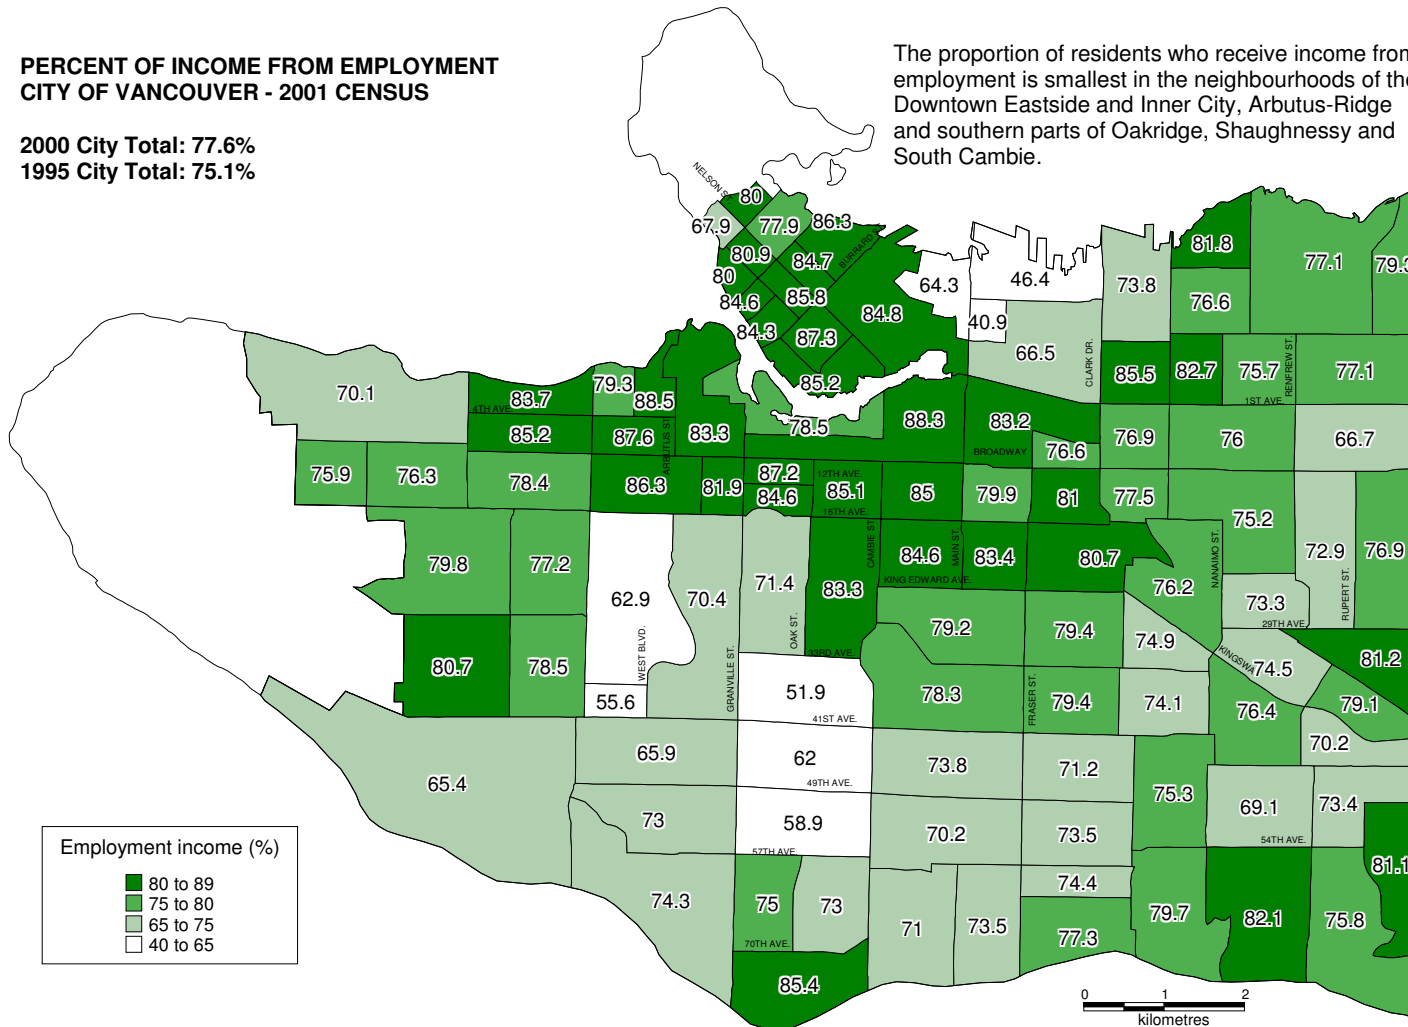 PERCENT OF INCOME FROM EMPLOYMENT
CITY OF VANCOUVER - 2001 CENSUS
2000 City Total: 77.6%
1995 City Total: 75.1%
The proportion of residents who receive income from
employment is smallest in the neighbourhoods of the
Downtown Eastside and Inner City, Arbutus-Ridge
and southern parts of Oakridge, Shaughnessy and
South Cambie.
NELSON ST.
80
67.9
77.9
86.3
BURRARD ST.
80.9
84.7
80
85.8
84.6
84.8
84.3
87.3
85.2
64.3
46.4
40.9
66.5
CLARK DR.
73.8
81.8
76.6
77.1
79.3
85.5
82.7
75.7
RENFREW ST.
77.1
1ST AVE.
70.1
83.7
4TH AVE.
79.3
88.5
85.2
87.6
ARBUTUS ST.
83.3
78.5
88.3
83.2
BROADWAY
76.6
76.9
76
66.7
75.9
76.3
78.4
86.3
81.9
87.2
12TH AVE.
84.6
85.1
16TH AVE.
85
79.9
81
77.5
75.2
72.9
76.9
79.8
77.2
62.9
70.4
71.4
OAK ST.
83.3
CAMBIE ST.
84.6
MAIN ST.
83.4
80.7
KING EDWARD AVE.
76.2
NANAIMO ST.
73.3
29TH AVE.
RUPERT ST.
80.7
78.5
WEST BLVD.
55.6
GRANVILLE ST.
33RD AVE.
79.2
79.4
74.9
KINGSWA
74.5
81.2
51.9
41ST AVE.
78.3
FRASER ST.
79.4
74.1
76.4
79.1
70.2
65.4
65.9
62
49TH AVE.
73.8
71.2
75.3
69.1
54TH AVE.
73.4
73
58.9
57TH AVE.
70.2
73.5
81.1
74.3
75
70TH AVE.
73
71
73.5
74.4
77.3
79.7
82.1
75.8
85.4
Employment income (%)
80 to 89
75 to 80
65 to 75
40 to 65
0 1 2
kilometres